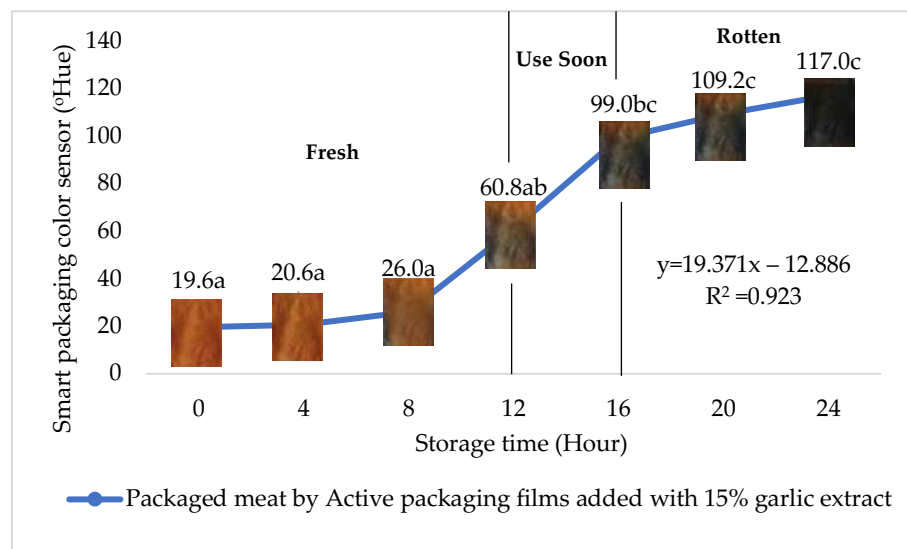 Smart packaging color sensor (ºHue)
140
120
100
80
60
40
20
0
Fresh
Use Soon
Rotten
19.6a
20.6a
26.0a
60.8ab
99.0bc
109.2c
117.0c
y=19.371x – 12.886
R² =0.923
0 4 8 12 16 20 24
Storage time (Hour)
Packaged meat by Active packaging films added with 15% garlic extract